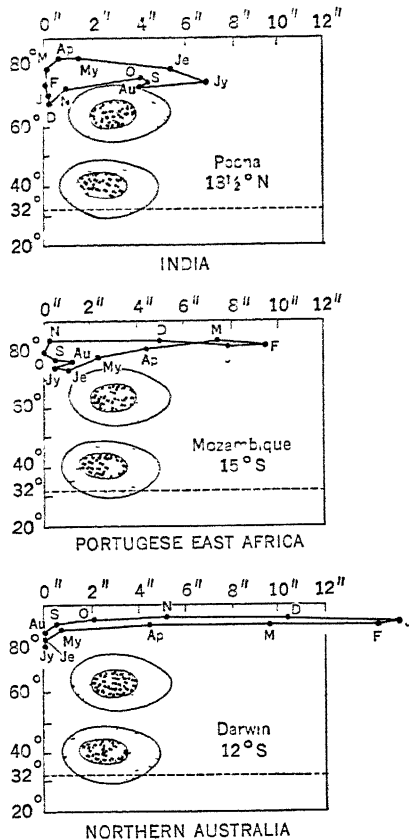 0" 2" 4" 6" 8" 10" 12"
M Ap Je
80° My O S Jy
F Au
J N
D
60°
Poona
40° 13½° N
32°
20°
INDIA
0" 2" 4" 6" 8" 10" 12"
N D M
80° S Au F
O My Ap
Jy Je
60°
Mozambique
40° 15° S
32°
20°
PORTUGESE EAST AFRICA
0" 2" 4" 6" 8" 10" 12"
Au S O N D
J
80° My Ap M F
Jy Je
60°
Darwin
40° 12° S
32°
20°
NORTHERN AUSTRALIA